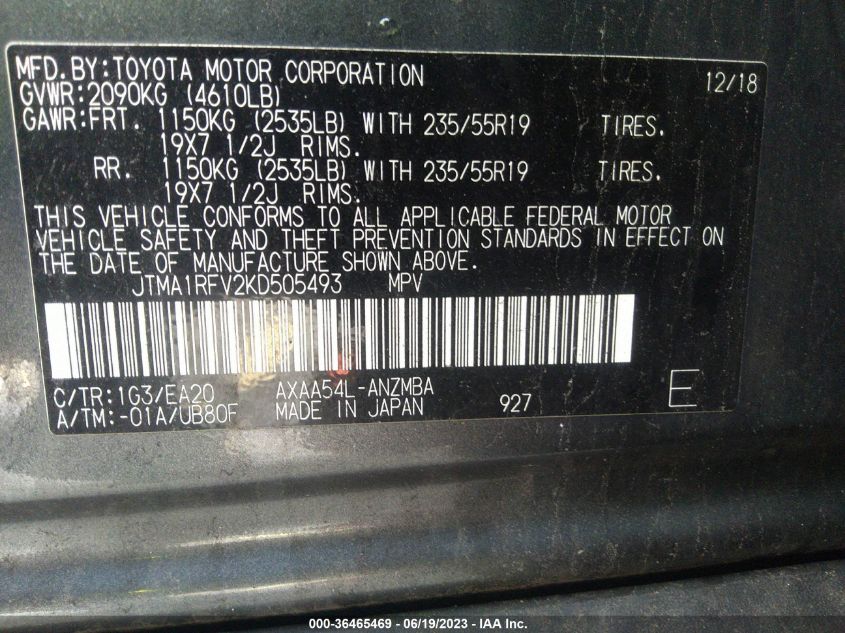 MFD.BY:TOYOTA MOTOR CORPORATION 12/18
GVWR:2090KG (4610LB)
GAWR:FRT. 1150KG (2535LB) WITH 235/55R19 TIRES.
19X7 1/2J RIMS.
RR. 1150KG (2535LB) WITH 235/55R19 TIRES.
19X7 1/2J RIMS.
THIS VEHICLE CONFORMS TO ALL APPLICABLE FEDERAL MOTOR
VEHICLE SAFETY AND THEFT PREVENTION STANDARDS IN EFFECT ON
THE DATE OF MANUFACTURE SHOWN ABOVE.
JTMA1RFV2KD505493 MPV
C/TR:1G3/EA20 AXAA54L-ANZMBA
A/TM:-01A/UB80F MADE IN JAPAN 927 E
000-36465469 - 06/19/2023 - IAA Inc.